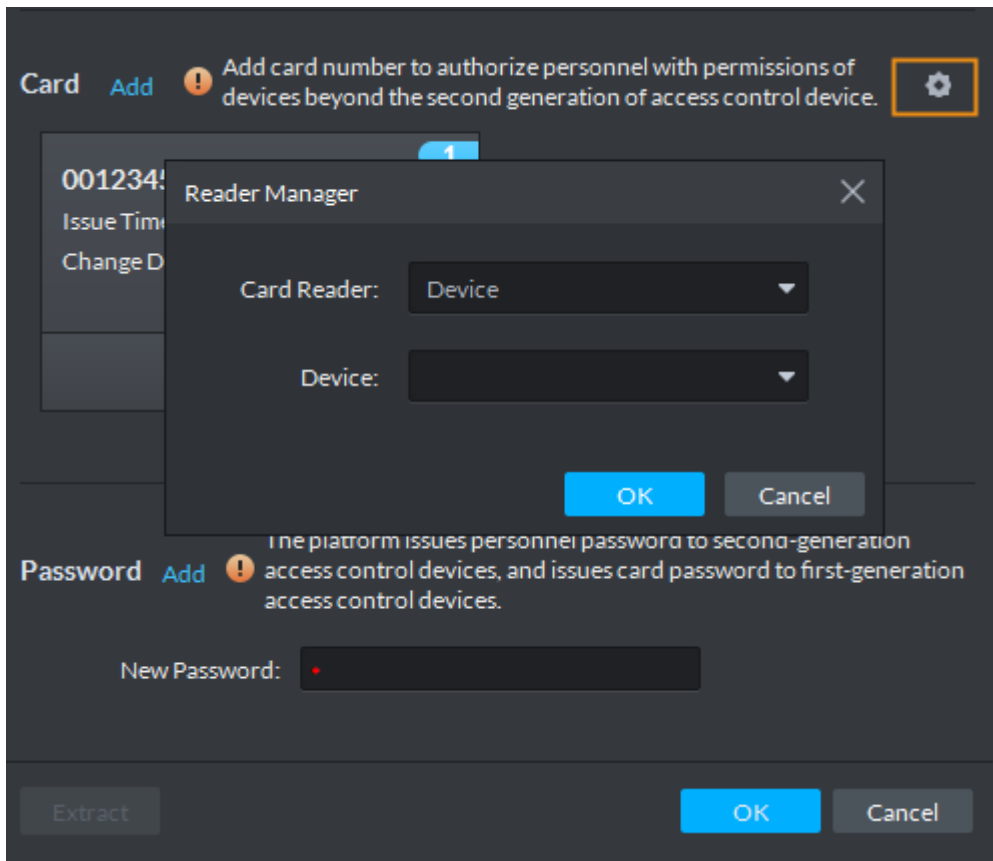 Card Add ! Add card number to authorize personnel with permissions of
devices beyond the second generation of access control device.
1
Reader Manager
Issue Time
Card Reader: Device
Device:
OK Cancel
The platform issues personnel password to second-generation
Password Add ! access control devices, and issues card password to first-generation
access control devices.
New Password:
Extract OK Cancel